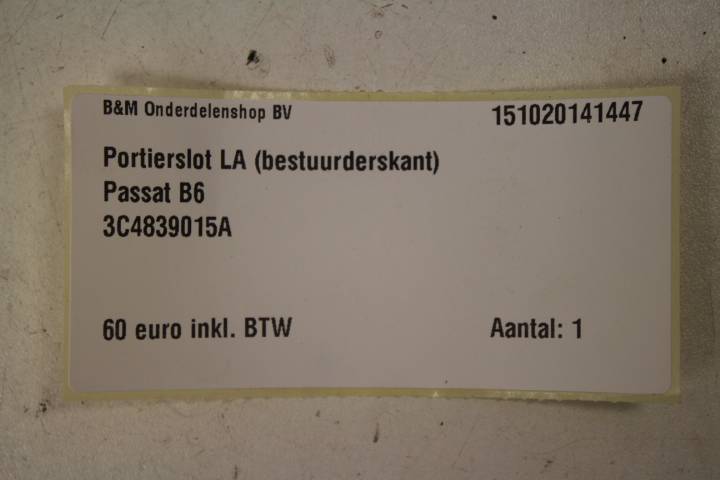 B&M Onderdelenshop BV 151020141447
Portierslot LA (bestuurderskant)
Passat B6
3C4839015A
60 euro inkl. BTW Aantal: 1